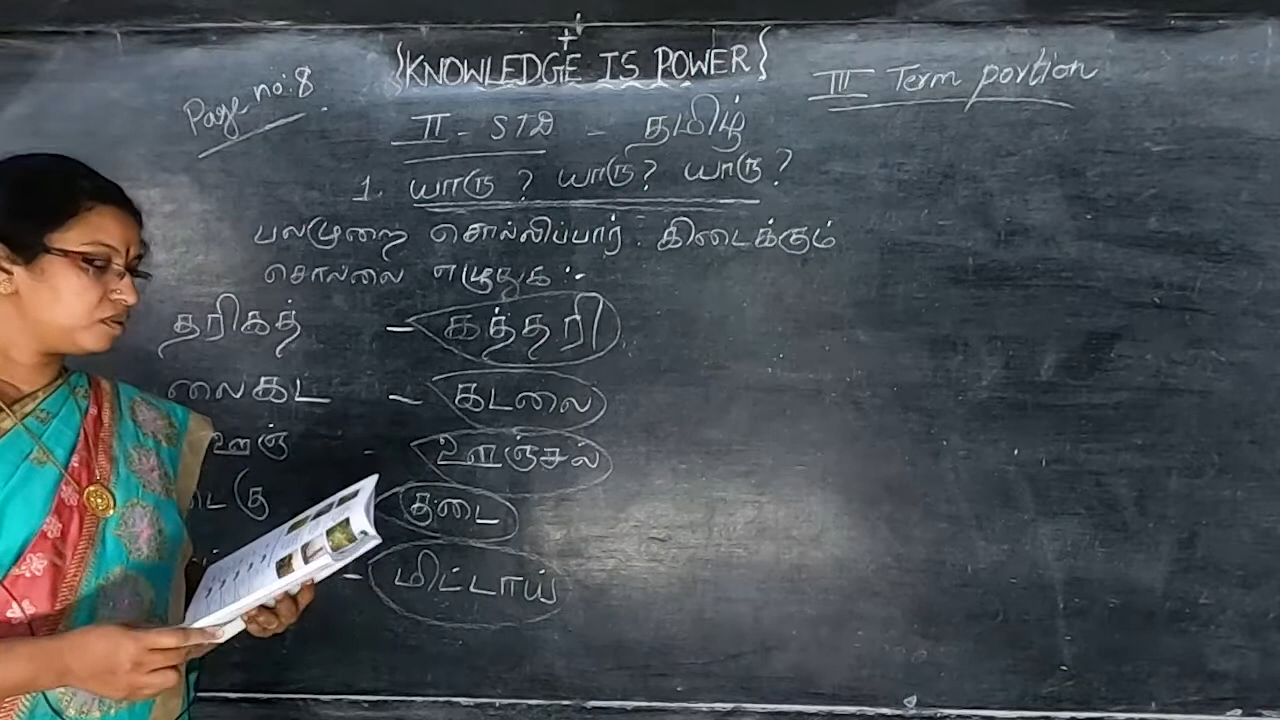 {KNOWLEDGE IS POWER}
Page no:8
III Term portion
II - STD - தமிழ்
1. யாரு? யாரு? யாரு?
பலமுறை சொல்லிப்பார். கிடைக்கும்
சொல்லை எழுதுக :-
தரிகத் - கத்தரி
லைகட - கடலை
ஊஞ் - ஊஞ்சல்
டைகு - குடை
- மிட்டாய்